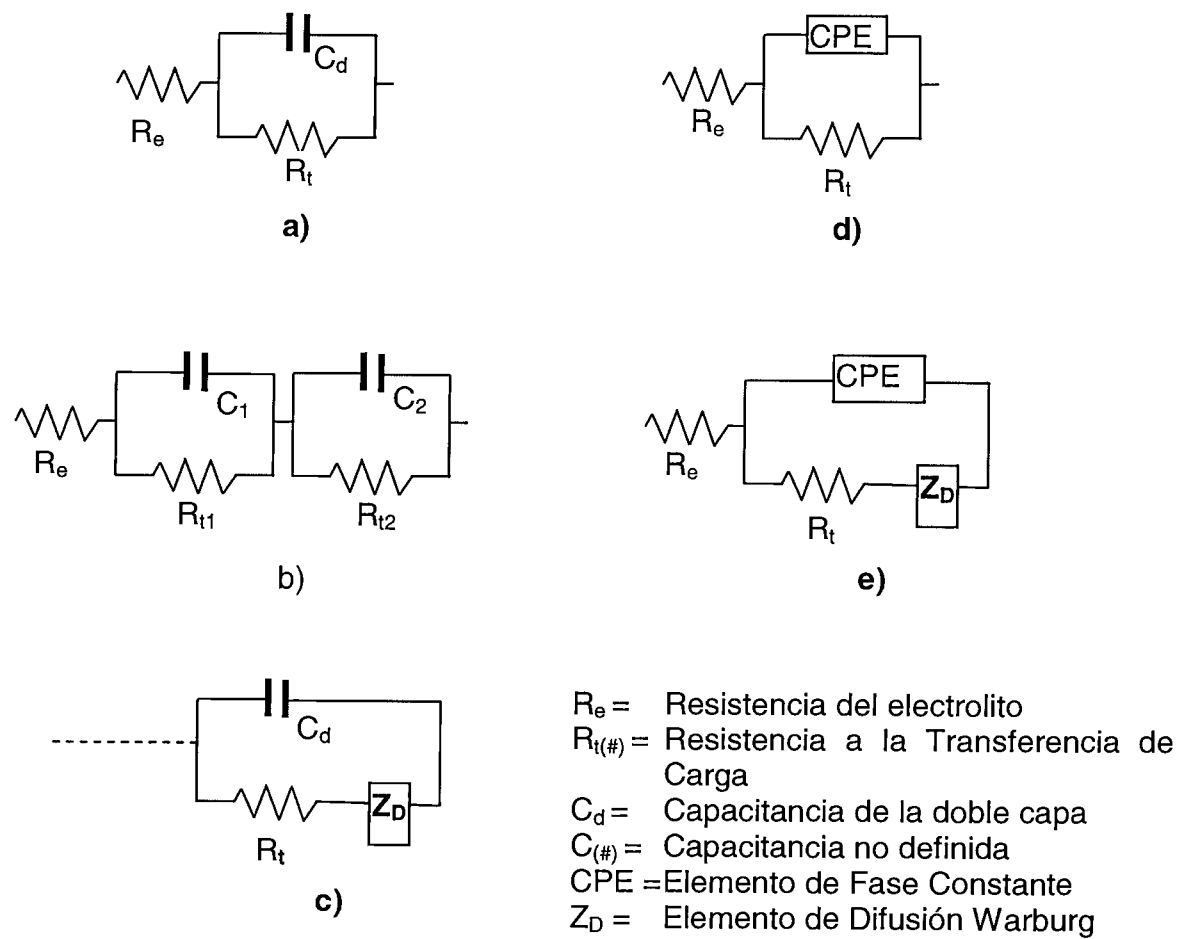 C_d
R_e
R_t
a)
CPE
R_e
R_t
d)
C_1
C_2
R_e
R_t1
R_t2
b)
CPE
R_e
R_t
Z_D
e)
C_d
R_t
Z_D
c)
R_e = Resistencia del electrolito
R_t(#) = Resistencia a la Transferencia de
Carga
C_d = Capacitancia de la doble capa
C_(#) = Capacitancia no definida
CPE =Elemento de Fase Constante
Z_D = Elemento de Difusión Warburg